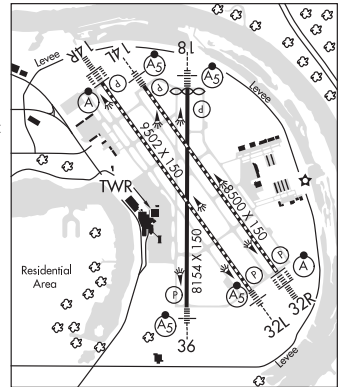 Levee
14R
14L
A5
18
A5
Levee
A
P
P
P
9502 X 150
8500 X 150
8154 X 150
TWR
Residential
Area
P
P
P
A5
A
A5
36
32L
32R
Levee